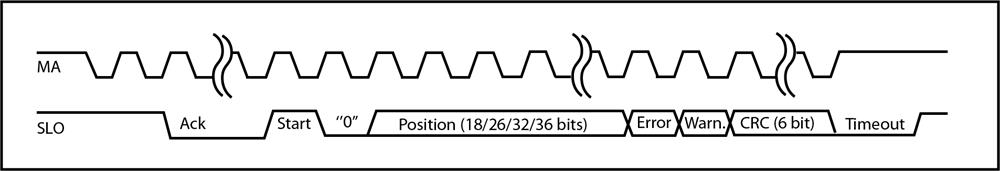 MA
SLO
Ack
Start
"0"
Position (18/26/32/36 bits)
Error
Warn.
CRC (6 bit)
Timeout